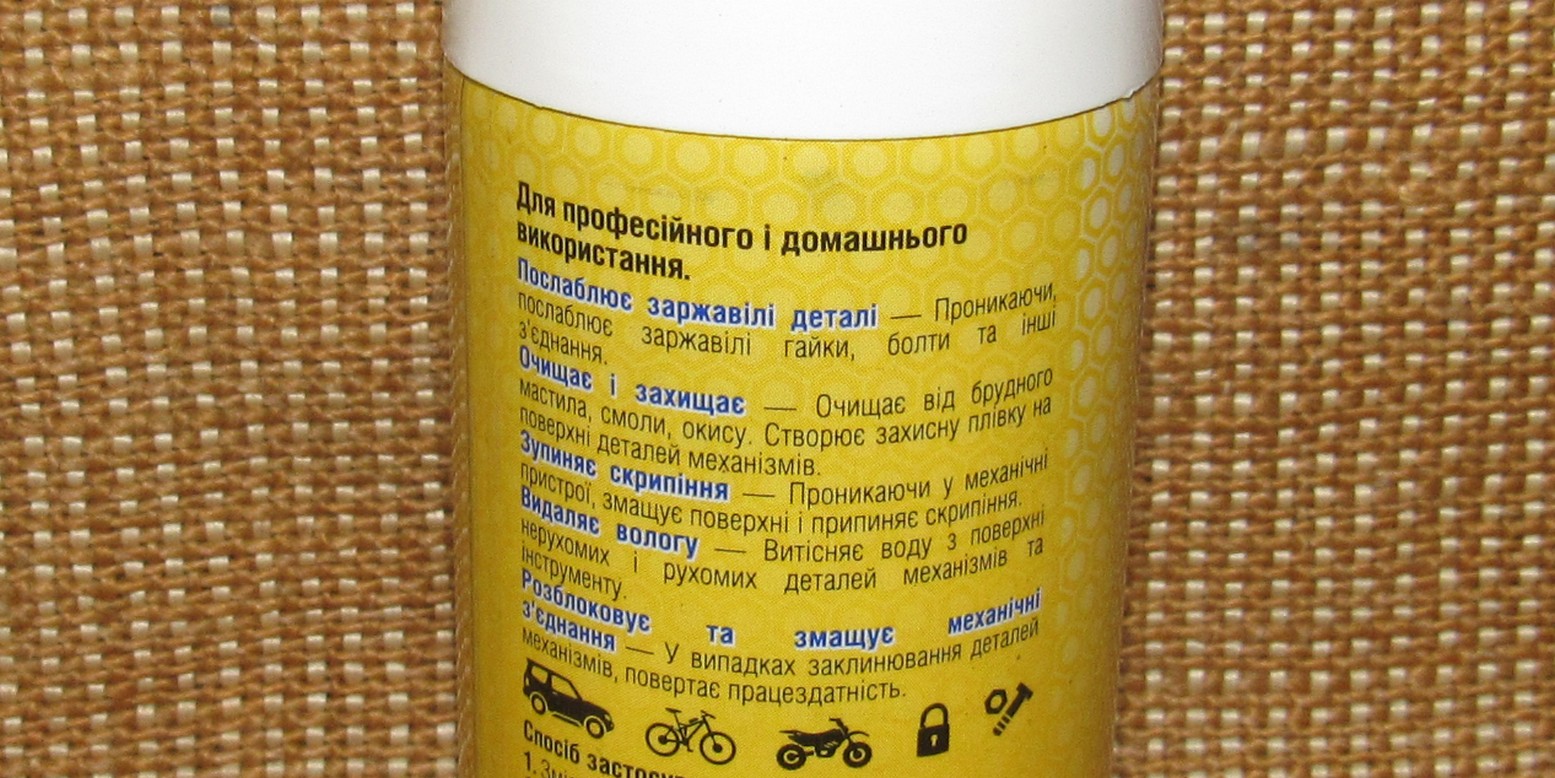 Для професійного і домашнього
використання.
Послаблює заржавілі деталі — Проникаючи,
послаблює заржавілі гайки, болти та інші
з'єднання.
Очищає і захищає — Очищає від брудного
мастила, смоли, окису. Створює захисну плівку на
поверхні деталей механізмів.
Зупиняє скрипіння — Проникаючи у механічні
пристрої, змащує поверхні і припиняє скрипіння.
Видаляє вологу — Витісняє воду з поверхні
нерухомих і рухомих деталей механізмів та
інструменту.
Розблоковує та змащує механічні
з'єднання — У випадках заклинювання деталей
механізмів, повертає працездатність.
Спосіб
1.